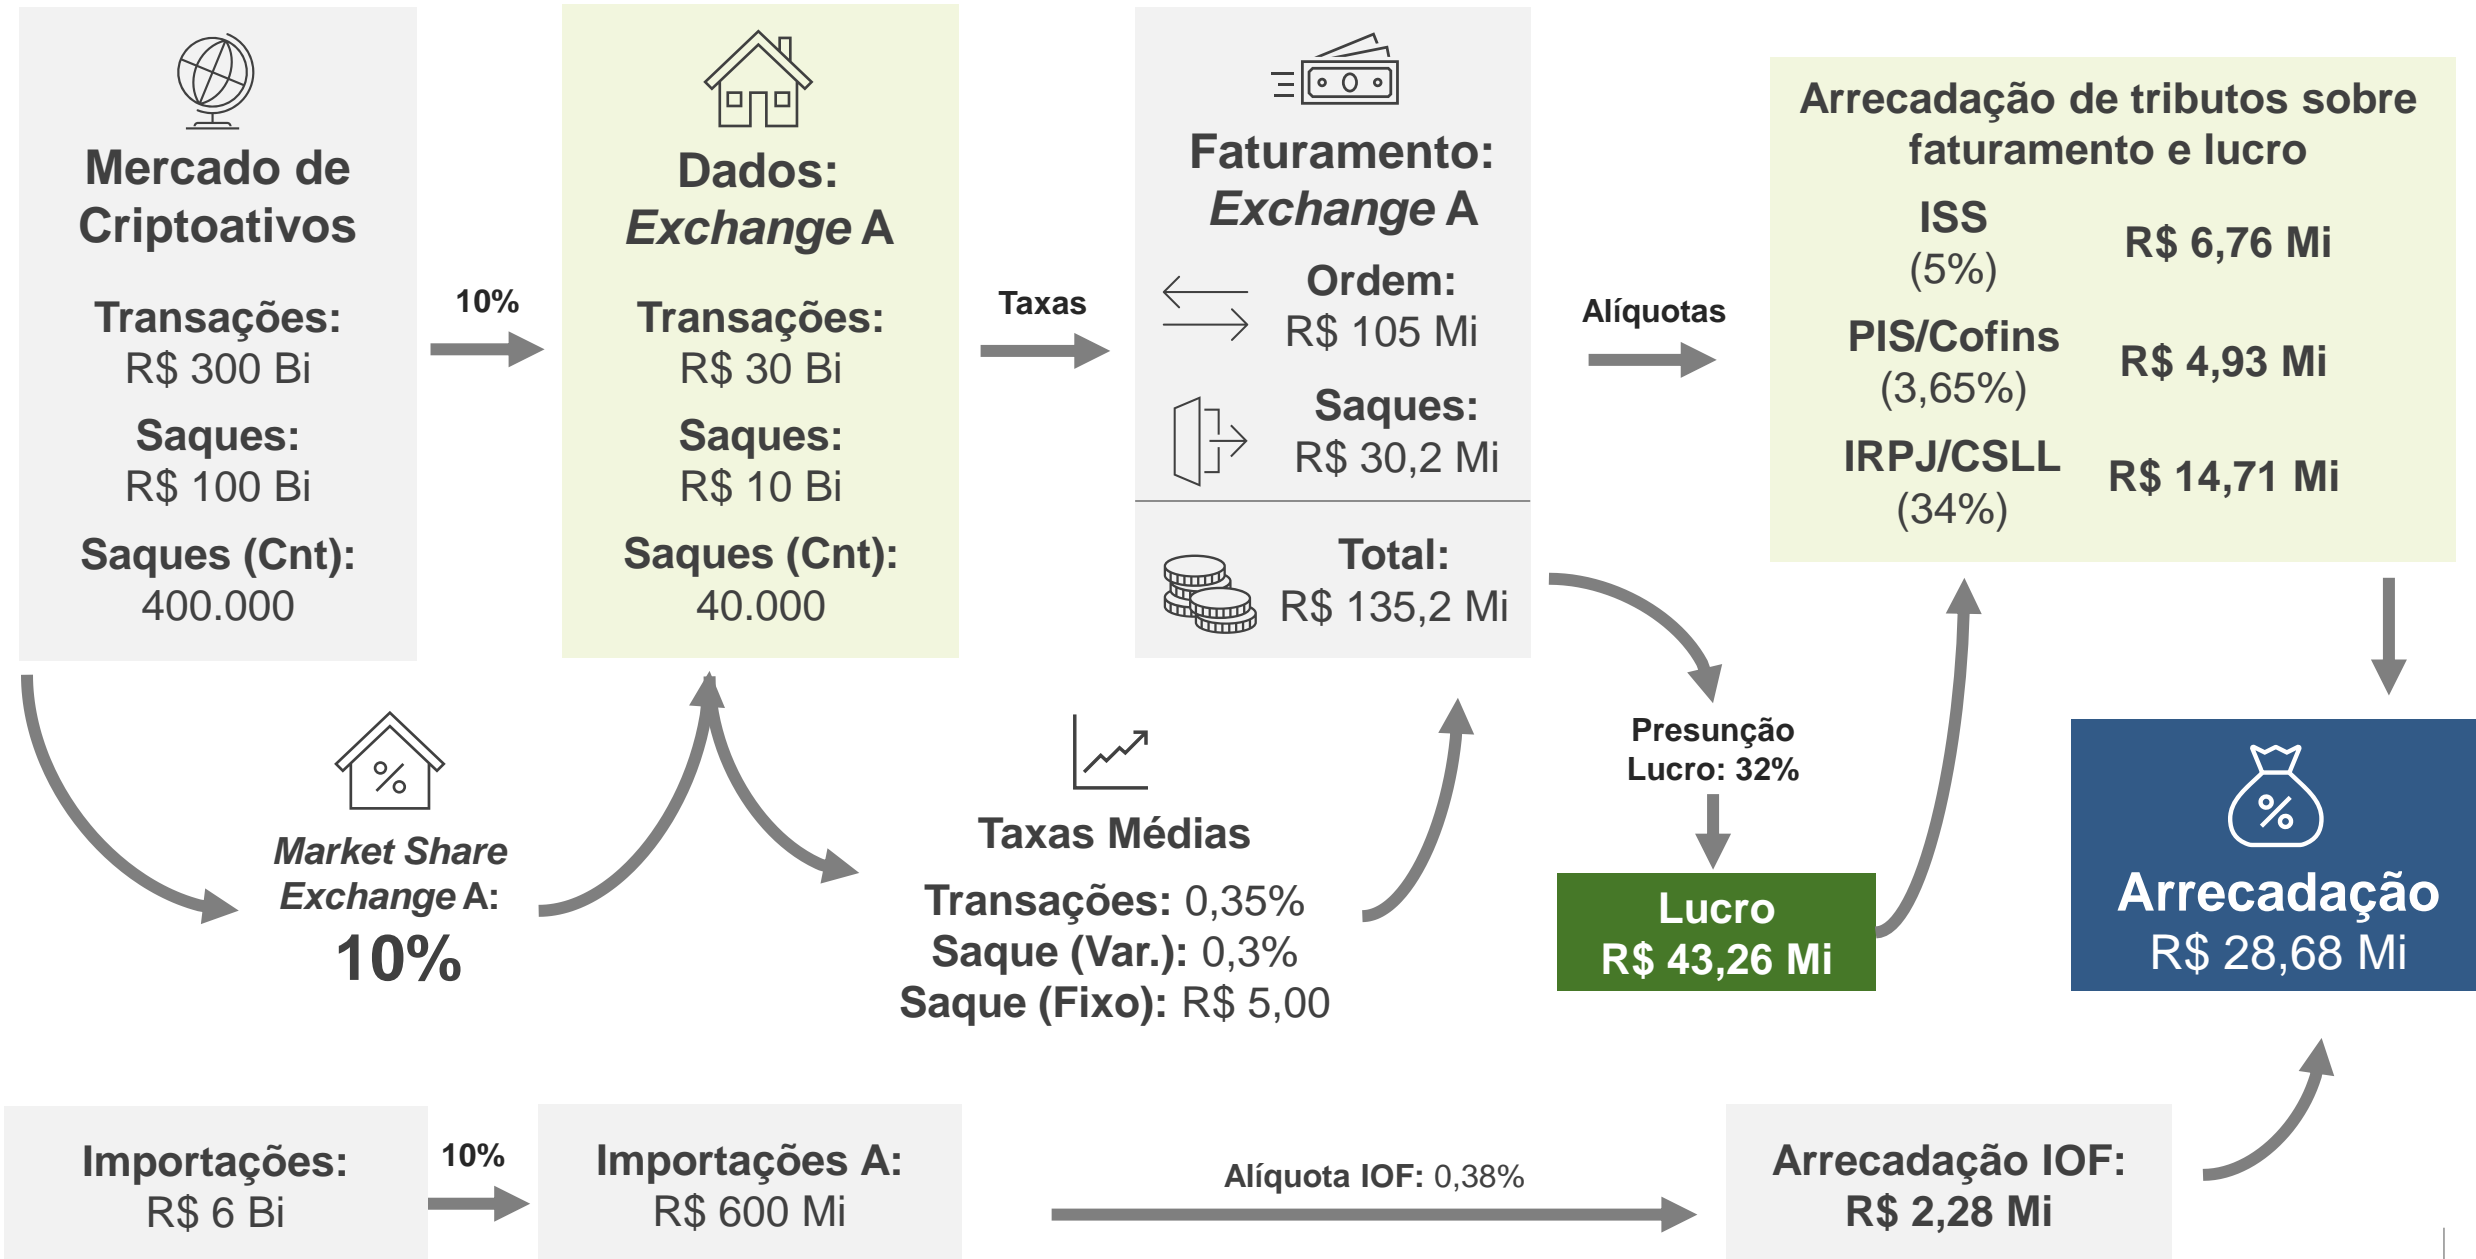 Mercado de
Criptoativos
Transações:
R$ 300 Bi
Saques:
R$ 100 Bi
Saques (Cnt):
400.000
10%
Dados:
Exchange A
Transações:
R$ 30 Bi
Saques:
R$ 10 Bi
Saques (Cnt):
40.000
Taxas
Faturamento:
Exchange A
Ordem:
R$ 105 Mi
Saques:
R$ 30,2 Mi
Total:
R$ 135,2 Mi
Alíquotas
Arrecadação de tributos sobre
faturamento e lucro
ISS
(5%)
R$ 6,76 Mi
PIS/Cofins
(3,65%)
R$ 4,93 Mi
IRPJ/CSLL
(34%)
R$ 14,71 Mi
%
Market Share
Exchange A:
10%
Taxas Médias
Transações: 0,35%
Saque (Var.): 0,3%
Saque (Fixo): R$ 5,00
Presunção
Lucro: 32%
Lucro
R$ 43,26 Mi
%
Arrecadação
R$ 28,68 Mi
Importações:
R$ 6 Bi
10%
Importações A:
R$ 600 Mi
Alíquota IOF: 0,38%
Arrecadação IOF:
R$ 2,28 Mi